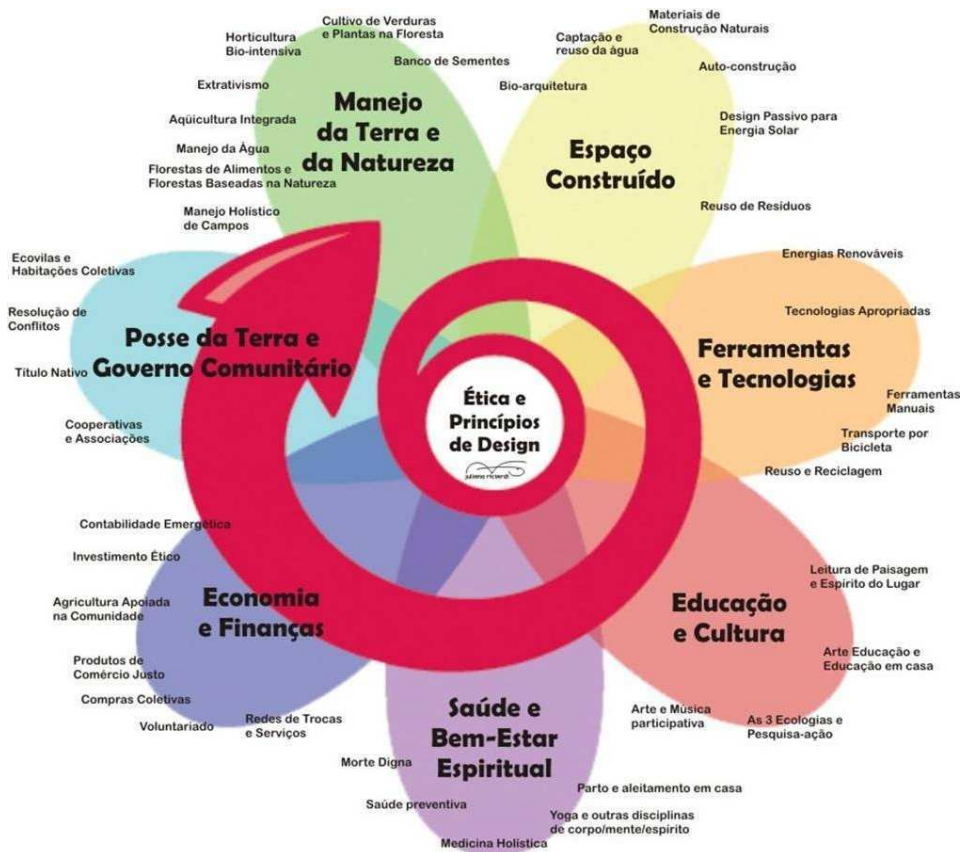 Materiais de
Construção Naturais
Captação e
reuso da água
Auto-construção
Bio-arquitetura
Design Passivo para
Energia Solar
Espaço
Construído
Reuso de Resíduos
Cultivo de Verduras
e Plantas na Floresta
Horticultura
Bio-intensiva
Banco de Sementes
Extrativismo
Manejo
da Terra e
da Natureza
Aqüicultura Integrada
Manejo da Água
Florestas de Alimentos e
Florestas Baseadas na Natureza
Manejo Holístico
de Campos
Ecovilas e
Habitações Coletivas
Resolução de
Conflitos
Posse da Terra e
Governo Comunitário
Título Nativo
Cooperativas
e Associações
Ética e
Princípios
de Design
Energias Renováveis
Tecnologias Apropriadas
Ferramentas
e Tecnologias
Ferramentas
Manuais
Transporte por
Bicicleta
Reuso e Reciclagem
Contabilidade Emergética
Investimento Ético
Agricultura Apoiada
na Comunidade
Economia
e Finanças
Produtos de
Comércio Justo
Compras Coletivas
Voluntariado
Redes de Trocas
e Serviços
Leitura de Paisagem
e Espírito do Lugar
Educação
e Cultura
Arte Educação e
Educação em casa
Arte e Música
participativa
As 3 Ecologias e
Pesquisa-ação
Saúde e
Bem-Estar
Espiritual
Morte Digna
Saúde preventiva
Medicina Holística
Parto e aleitamento em casa
Yoga e outras disciplinas
de corpo/mente/espírito